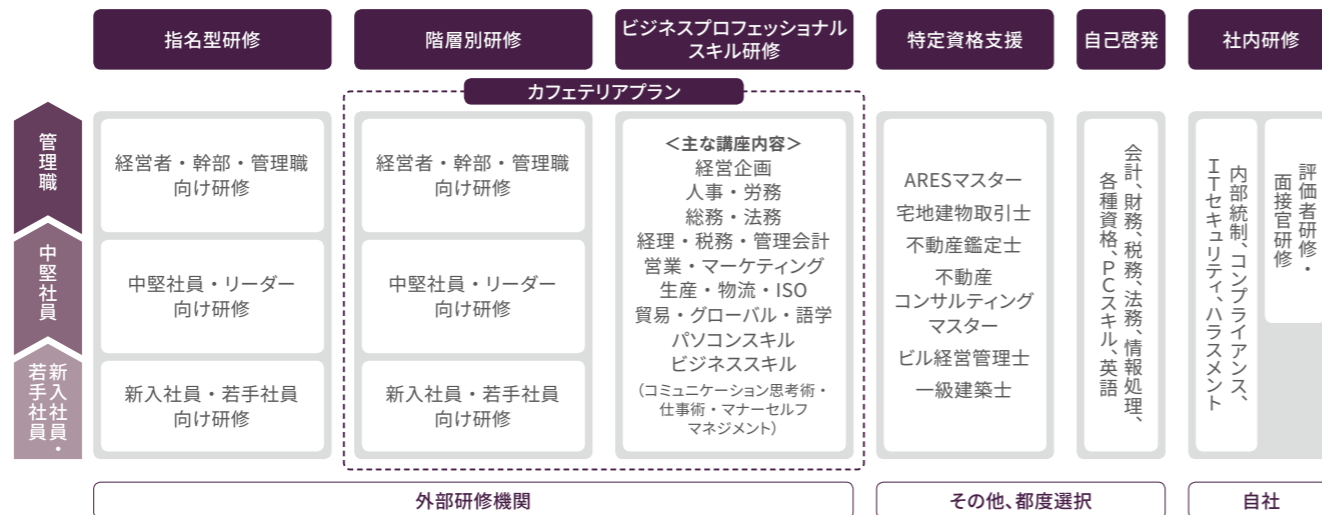 指名型研修
階層別研修
ビジネスプロフェッショナル
スキル研修
特定資格支援
自己啓発
社内研修
カフェテリアプラン
管理職
中堅社員
新入社員・
若手社員
経営者・幹部・管理職
向け研修
中堅社員・リーダー
向け研修
新入社員・若手社員
向け研修
経営者・幹部・管理職
向け研修
中堅社員・リーダー
向け研修
新入社員・若手社員
向け研修
＜主な講座内容＞
経営企画
人事・労務
総務・法務
経理・税務・管理会計
営業・マーケティング
生産・物流・ISO
貿易・グローバル・語学
パソコンスキル
ビジネススキル
（コミュニケーション思考術・
仕事術・マナーセルフ
マネジメント）
ARESマスター
宅地建物取引士
不動産鑑定士
不動産
コンサルティング
マスター
ビル経営管理士
一級建築士
会計、財務、税務、法務、情報処理、
各種資格、PCスキル、英語
内部統制、コンプライアンス、
ITセキュリティ、ハラスメント
評価者研修・
面接官研修
外部研修機関
その他、都度選択
自社